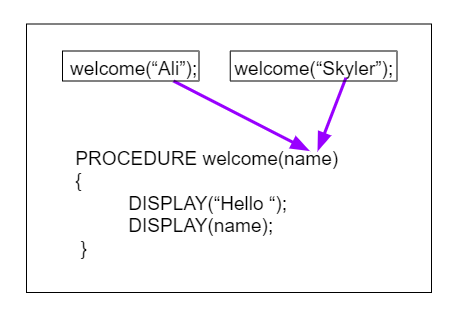 welcome(“Ali”);
welcome(“Skyler”);
PROCEDURE welcome(name)
{
DISPLAY(“Hello “);
DISPLAY(name);
}